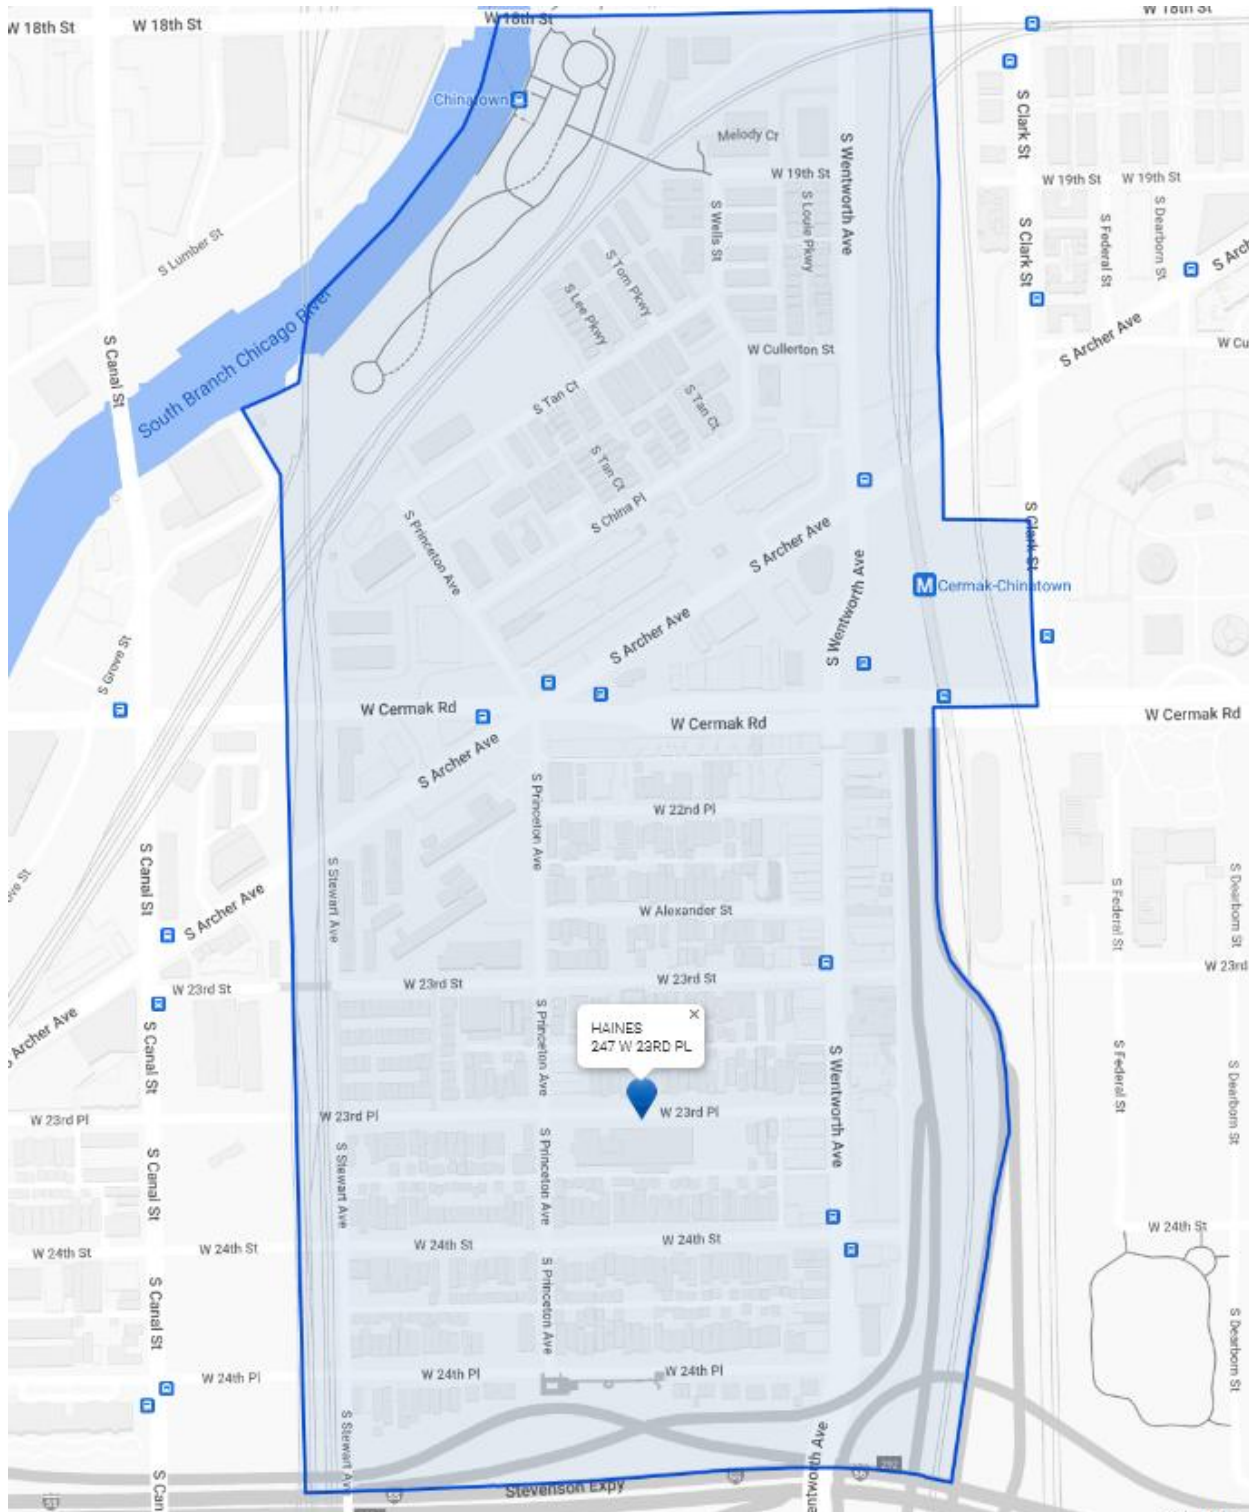 W 18th St
W 18th St
W 18th St
W 18th St
Chinatown
S Clark St
Melody Ct
S Wentworth Ave
W 19th St
W 19th St
W 19th St
S Wells St
S Louie Pkwy
S Clark St
S Federal St
S Dearborn St
S Lumber St
S Tom Pkwy
S Lee Pkwy
S Arch
South Branch Chicago River
S Canal St
W Cullerton St
S Archer Ave
W Cu
S Tan Ct
S Tan Ct
S Tan Ct
S China Pl
S Princeton Ave
S Archer Ave
S Clark St
M
Cermak-Chinatown
S Wentworth Ave
S Archer Ave
S Grove St
W Cermak Rd
W Cermak Rd
W Cermak Rd
S Archer Ave
S Princeton Ave
W 22nd Pl
S Canal St
S Archer Ave
S Stewart Ave
W Alexander St
S Federal St
S Dearborn St
W 23rd St
W 23rd St
W 23rd St
W 23rd
S Archer Ave
S Canal St
S Princeton Ave
HAINES
247 W 23RD PL
S Wentworth Ave
S Federal St
S Dearborn St
W 23rd Pl
W 23rd Pl
W 23rd Pl
S Canal St
S Stewart Ave
S Princeton Ave
W 24th St
W 24th St
W 24th St
W 24th St
W 24th St
S Canal St
S Princeton Ave
S Dearborn St
W 24th Pl
W 24th Pl
W 24th Pl
S Stewart Ave
S Can
Stevenson Expy
entworth Ave